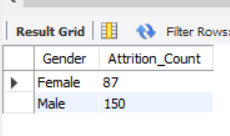 Result Grid Filter Rows:
Gender Attrition_Count
Female 87
Male 150